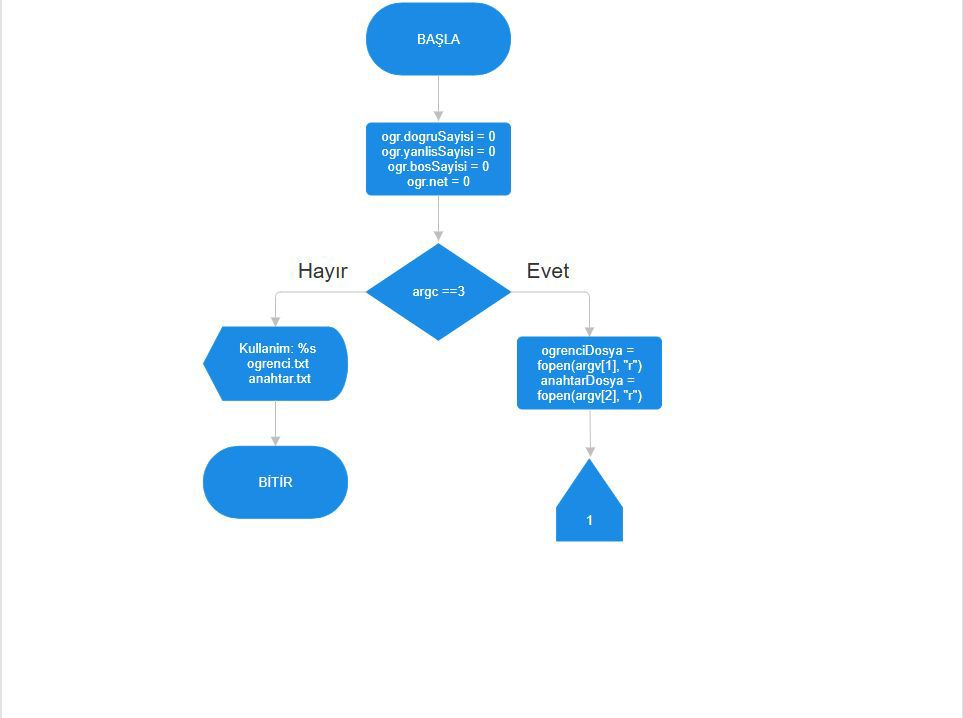 BAŞLA
ogr.dogruSayisi = 0
ogr.yanlisSayisi = 0
ogr.bosSayisi = 0
ogr.net = 0
Hayır
Evet
argc ==3
Kullanim: %s
ogrenci.txt
anahtar.txt
ogrenciDosya =
fopen(argv[1], "r")
anahtarDosya =
fopen(argv[2], "r")
BİTİR
1